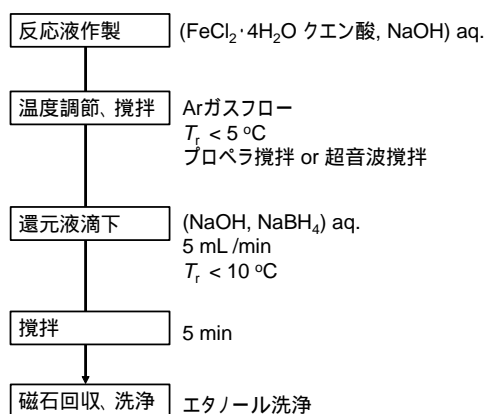 反応液作製
(FeCl₂·4H₂O クエン酸, NaOH) aq.
温度調節、撹拌
Arガスフロー
Tᵣ < 5 ºC
プロペラ撹拌 or 超音波撹拌
還元液滴下
(NaOH, NaBH₄) aq.
5 mL /min
Tᵣ < 10 ºC
撹拌
5 min
磁石回収、洗浄
エタノール洗浄